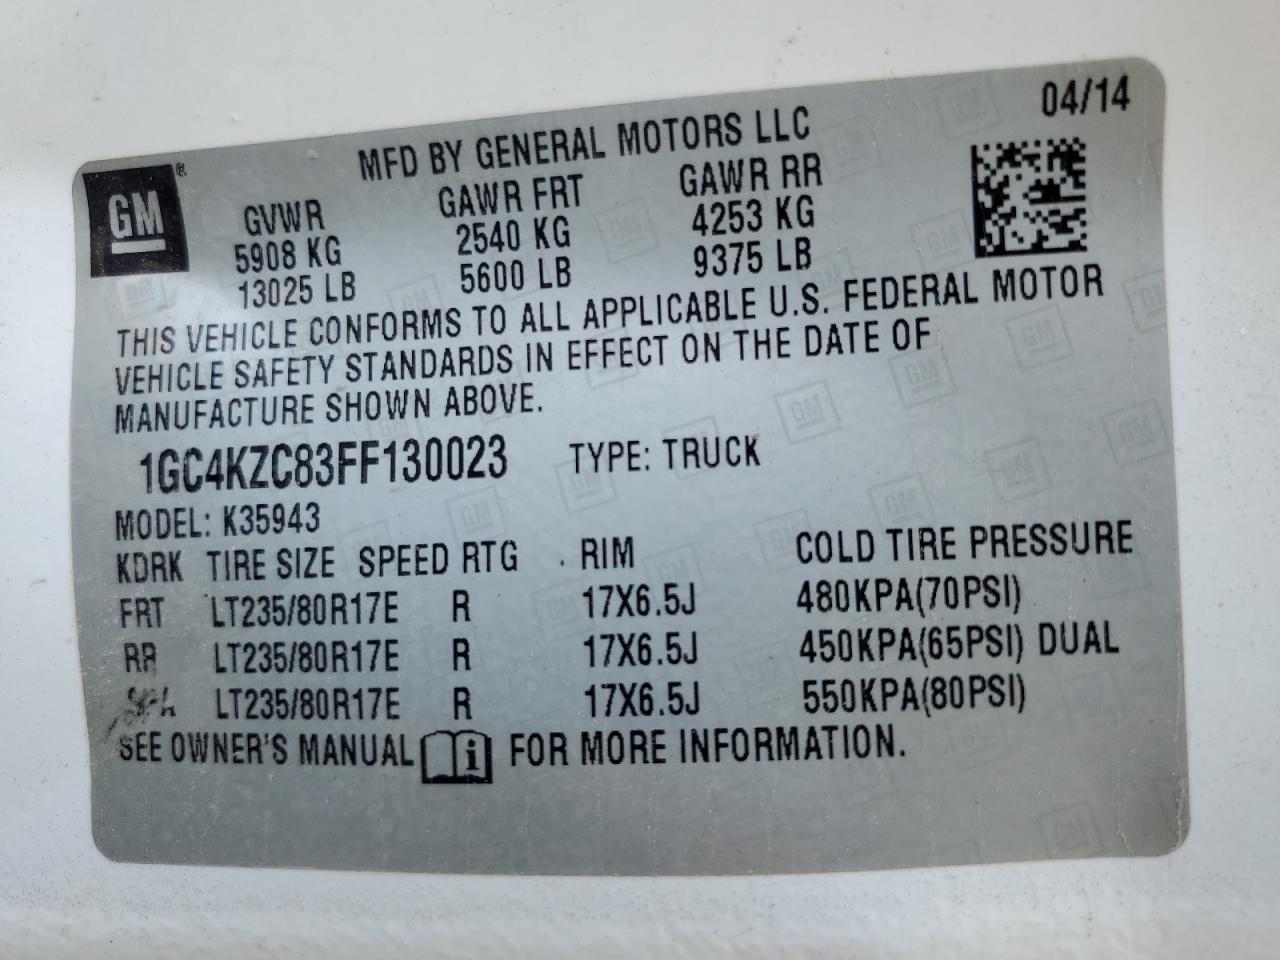 04/14
MFD BY GENERAL MOTORS LLC
GM®
GVWR GAWR FRT GAWR RR
5908 KG 2540 KG 4253 KG
13025 LB 5600 LB 9375 LB
THIS VEHICLE CONFORMS TO ALL APPLICABLE U.S. FEDERAL MOTOR
VEHICLE SAFETY STANDARDS IN EFFECT ON THE DATE OF
MANUFACTURE SHOWN ABOVE.
1GC4KZC83FF130023 TYPE: TRUCK
MODEL: K35943
KDRK TIRE SIZE SPEED RTG RIM COLD TIRE PRESSURE
FRT LT235/80R17E R 17X6.5J 480KPA(70PSI)
RR LT235/80R17E R 17X6.5J 450KPA(65PSI) DUAL
LT235/80R17E R 17X6.5J 550KPA(80PSI)
SEE OWNER'S MANUAL i FOR MORE INFORMATION.